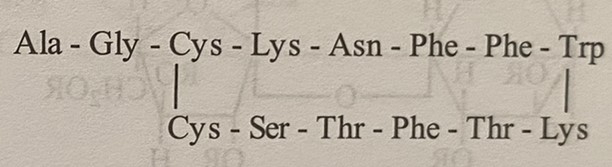 Ala - Gly - Cys - Lys - Asn - Phe - Phe - Trp
Cys - Ser - Thr - Phe - Thr - Lys